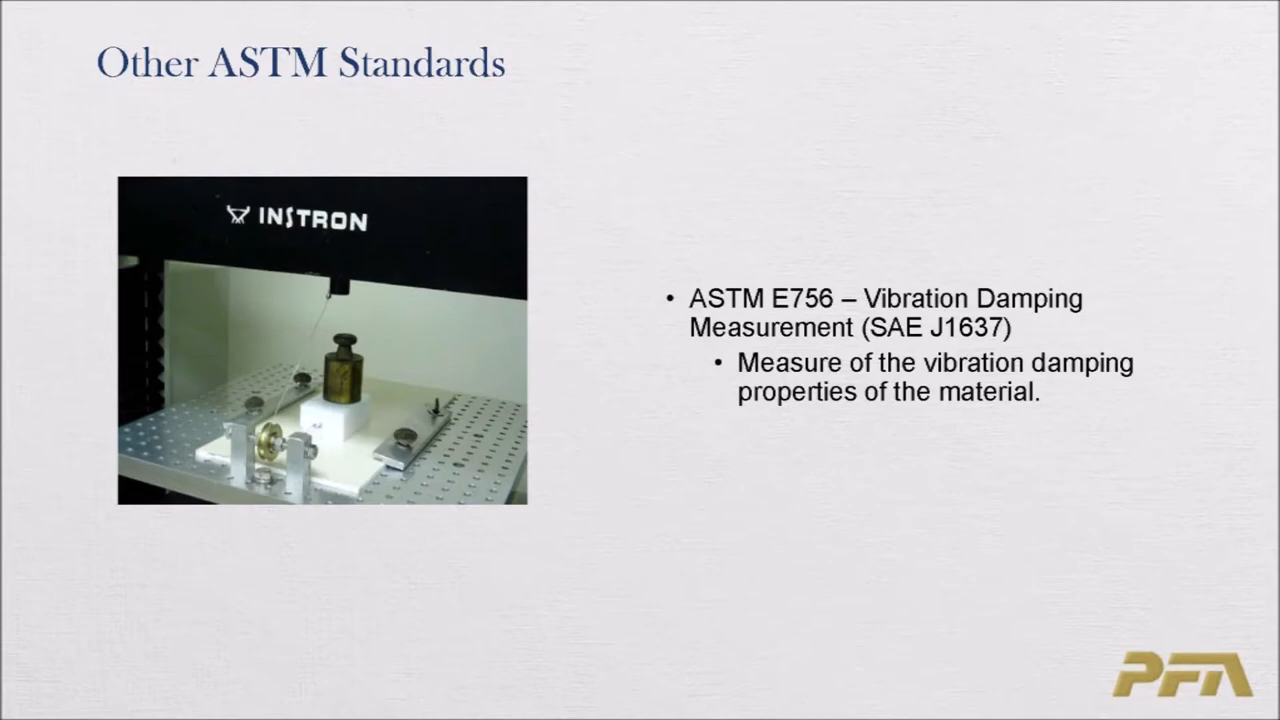 Other ASTM Standards
INSTRON
• ASTM E756 – Vibration Damping
Measurement (SAE J1637)
• Measure of the vibration damping
properties of the material.
PFA